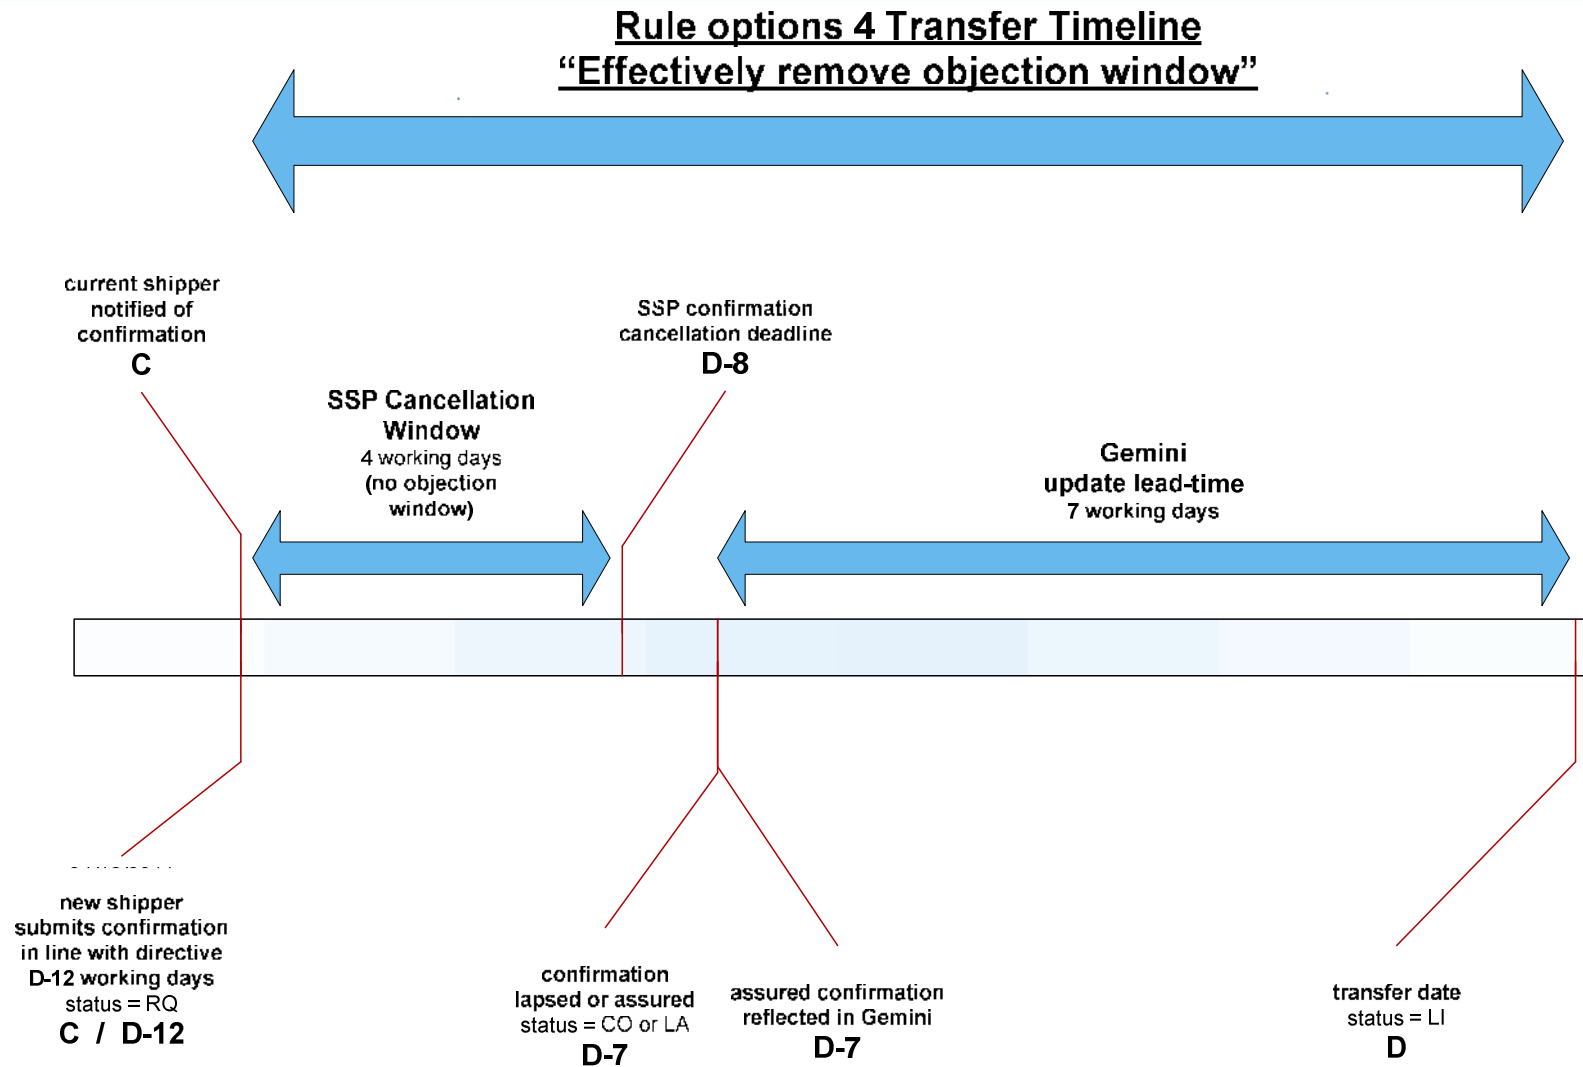 Rule options 4 Transfer Timeline
“Effectively remove objection window”
current shipper
notified of
confirmation
C
SSP confirmation
cancellation deadline
D-8
SSP Cancellation
Window
4 working days
(no objection
window)
Gemini
update lead-time
7 working days
new shipper
submits confirmation
in line with directive
D-12 working days
status = RQ
C / D-12
confirmation
lapsed or assured
status = CO or LA
D-7
assured confirmation
reflected in Gemini
D-7
transfer date
status = LI
D